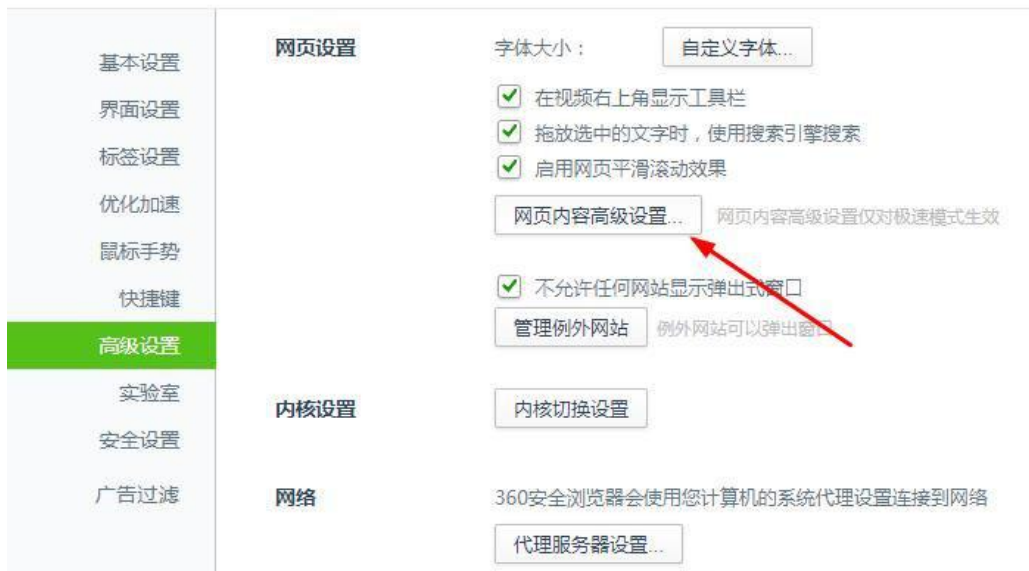 基本设置
界面设置
标签设置
优化加速
鼠标手势
快捷键
高级设置
实验室
安全设置
广告过滤
网页设置
字体大小： 自定义字体...
在视频右上角显示工具栏
拖放选中的文字时，使用搜索引擎搜索
启用网页平滑滚动效果
网页内容高级设置... 网页内容高级设置仅对极速模式生效
不允许任何网站显示弹出式窗口
管理例外网站 例外网站可以弹出窗口
内核设置 内核切换设置
网络 360安全浏览器会使用您计算机的系统代理设置连接到网络
代理服务器设置...